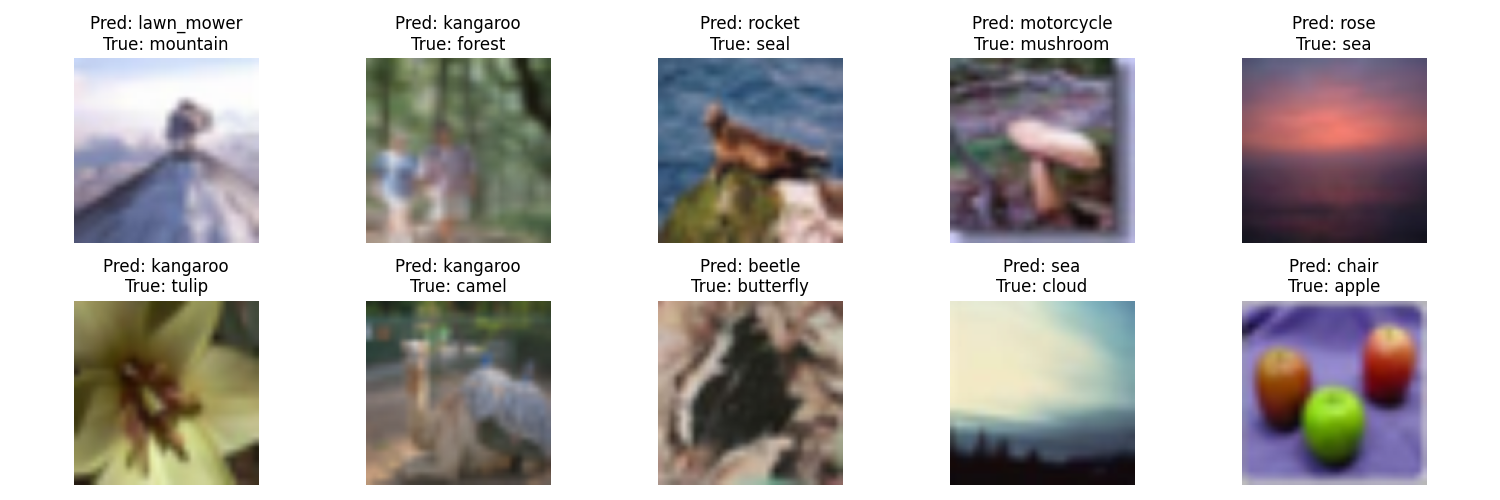 Pred: lawn_mower
True: mountain
Pred: kangaroo
True: forest
Pred: rocket
True: seal
Pred: motorcycle
True: mushroom
Pred: rose
True: sea
Pred: kangaroo
True: tulip
Pred: kangaroo
True: camel
Pred: beetle
True: butterfly
Pred: sea
True: cloud
Pred: chair
True: apple